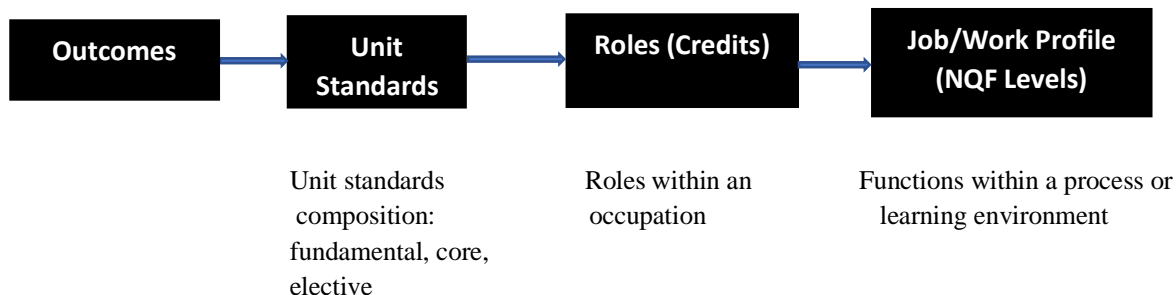 Outcomes
Unit
Standards
Roles (Credits)
Job/Work Profile
(NQF Levels)
Unit standards
composition:
fundamental, core,
elective
Roles within an
occupation
Functions within a process or
learning environment